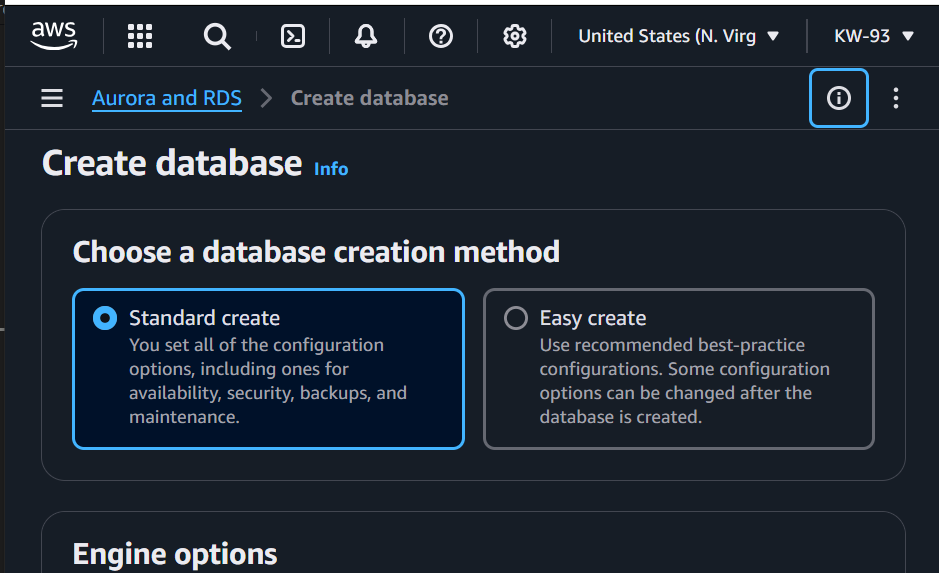 aws
United States (N. Virg
KW-93
Aurora and RDS
Create database
Create database Info
Choose a database creation method
Standard create
You set all of the configuration
options, including ones for
availability, security, backups, and
maintenance.
Easy create
Use recommended best-practice
configurations. Some configuration
options can be changed after the
database is created.
Engine options